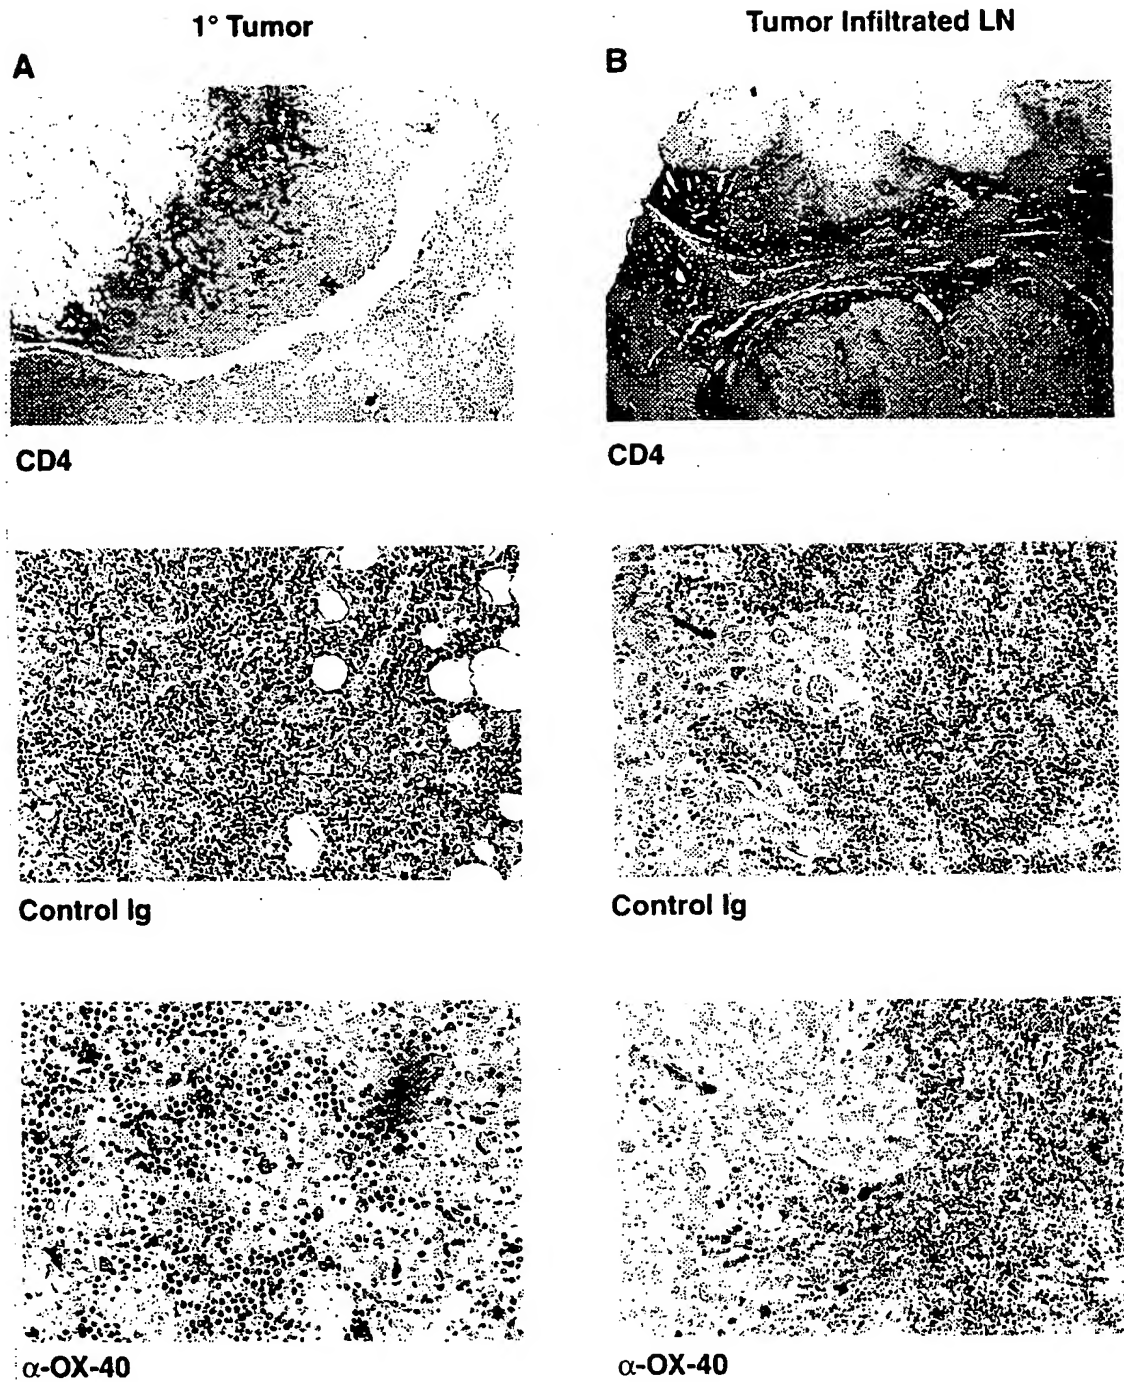 1° Tumor
Tumor Infiltrated LN
A
B
CD4
CD4
Control Ig
Control Ig
α-OX-40
α-OX-40